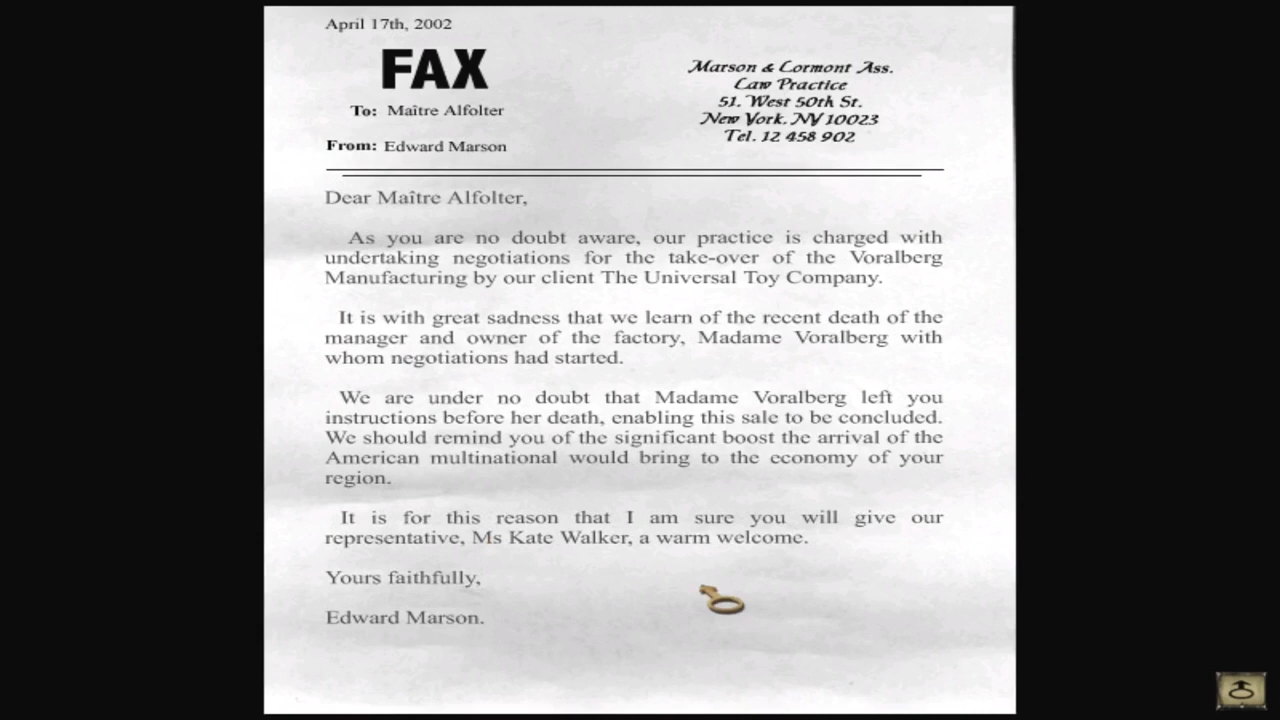 April 17th, 2002
FAX
To: Maître Alfolter
From: Edward Marson
Marson & Lormont Ass.
Law Practice
51. West 50th St.
New York. NY 10023
Tel. 12 458 902
Dear Maître Alfolter,
As you are no doubt aware, our practice is charged with
undertaking negotiations for the take-over of the Voralberg
Manufacturing by our client The Universal Toy Company.
It is with great sadness that we learn of the recent death of the
manager and owner of the factory, Madame Voralberg with
whom negotiations had started.
We are under no doubt that Madame Voralberg left you
instructions before her death, enabling this sale to be concluded.
We should remind you of the significant boost the arrival of the
American multinational would bring to the economy of your
region.
It is for this reason that I am sure you will give our
representative, Ms Kate Walker, a warm welcome.
Yours faithfully,
Edward Marson.